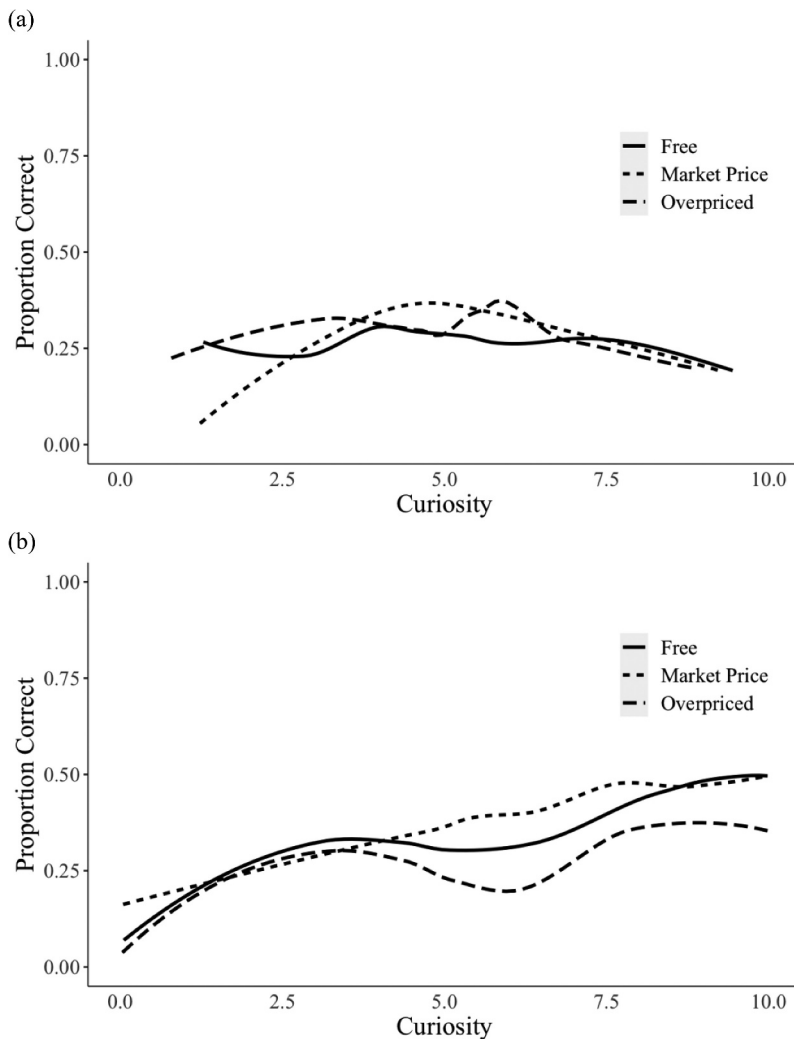 (a)
1.00
0.75
0.50
0.25
0.00
Proportion Correct
Free
Market Price
Overpriced
0.0 2.5 5.0 7.5 10.0
Curiosity
(b)
1.00
0.75
0.50
0.25
0.00
Proportion Correct
Free
Market Price
Overpriced
0.0 2.5 5.0 7.5 10.0
Curiosity